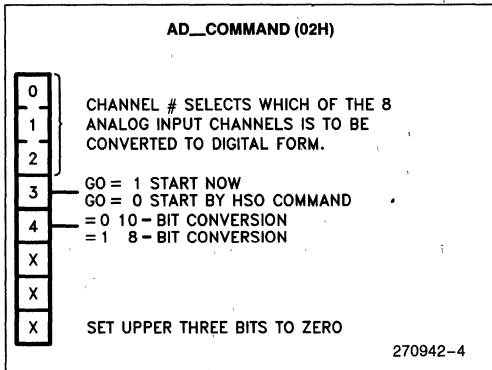 AD__COMMAND (02H)
0
1
2
CHANNEL # SELECTS WHICH OF THE 8
ANALOG INPUT CHANNELS IS TO BE
CONVERTED TO DIGITAL FORM.
3
GO = 1 START NOW
GO = 0 START BY HSO COMMAND
4
= 0 10 – BIT CONVERSION
= 1 8 – BIT CONVERSION
X
X
X
SET UPPER THREE BITS TO ZERO
270942–4